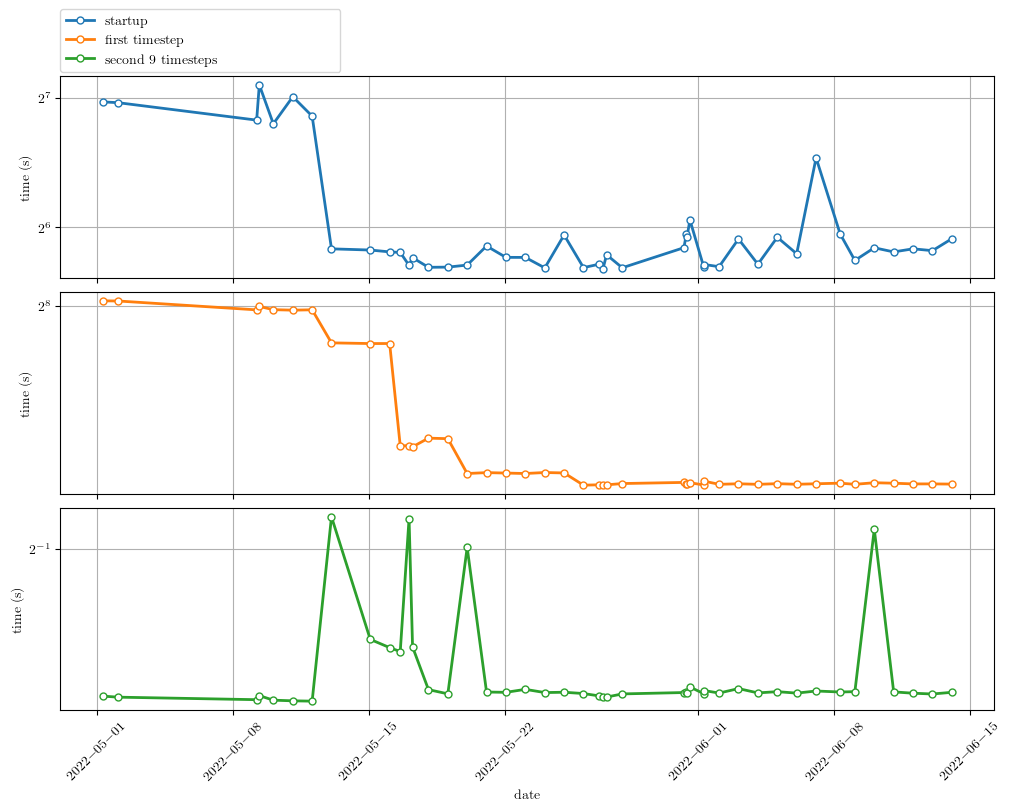 startup
first timestep
second 9 timesteps
2^7
time (s)
2^6
2^8
time (s)
2^−1
time (s)
2022−05−01
2022−05−08
2022−05−15
2022−05−22
2022−06−01
2022−06−08
2022−06−15
date